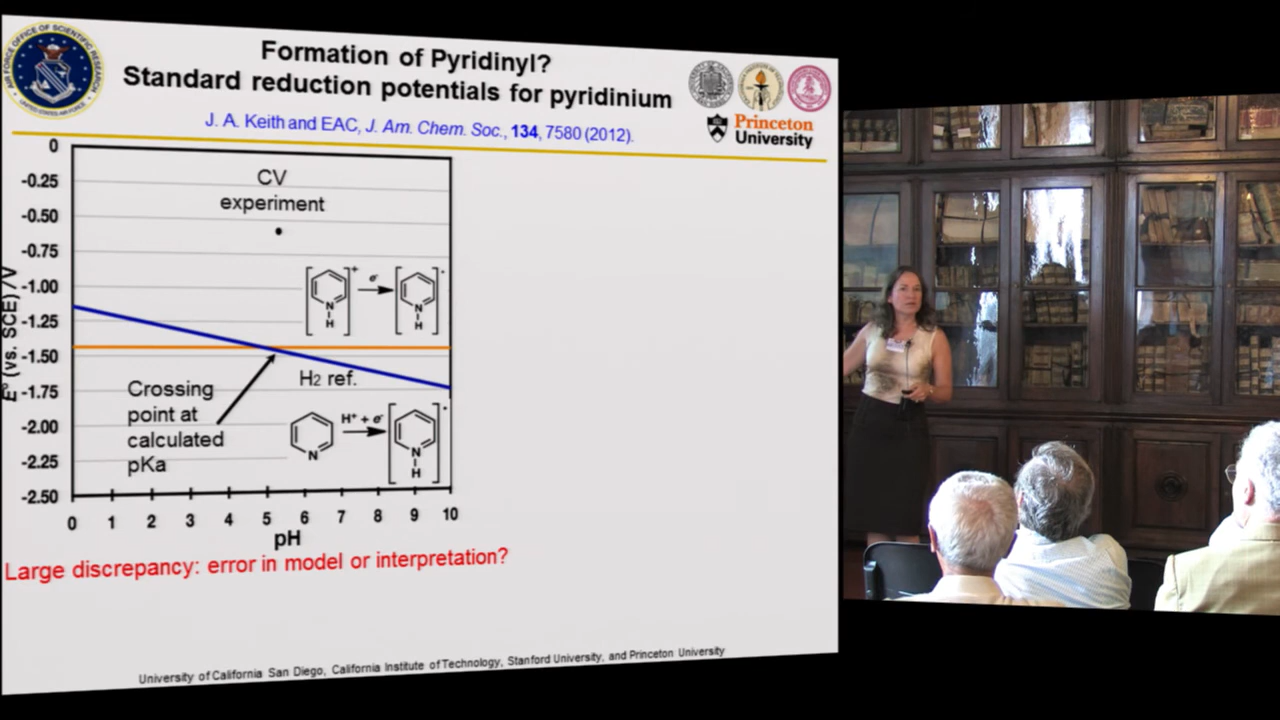 Formation of Pyridinyl?
Standard reduction potentials for pyridinium
J. A. Keith and EAC, J. Am. Chem. Soc., 134, 7580 (2012).
Princeton
University
0
-0.25
-0.50
-0.75
-1.00
-1.25
-1.50
-1.75
-2.00
-2.25
-2.50
E° (vs. SCE) / V
CV
experiment
+
e-
N
H
N
H
H2 ref.
Crossing
point at
calculated
pKa
H+ + e-
N
N
H
0 1 2 3 4 5 6 7 8 9 10
pH
Large discrepancy: error in model or interpretation?
University of California San Diego, California Institute of Technology, Stanford University, and Princeton University